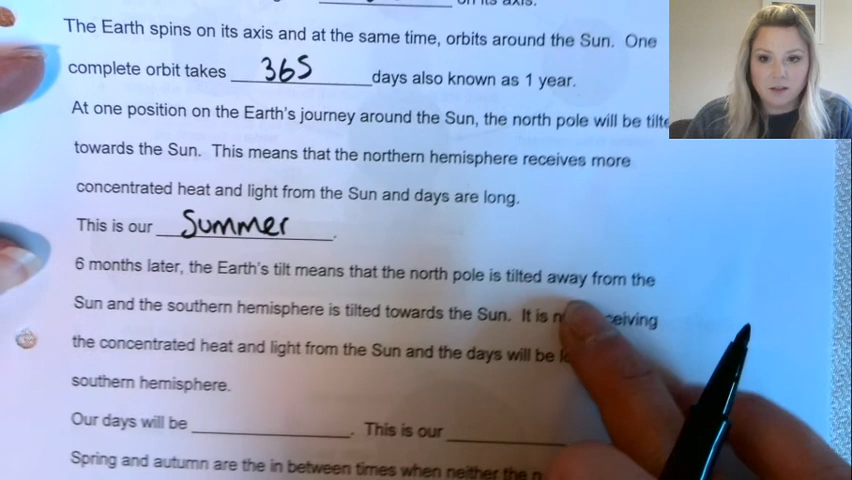 on its axis.
The Earth spins on its axis and at the same time, orbits around the Sun. One
complete orbit takes 365 days also known as 1 year.
At one position on the Earth's journey around the Sun, the north pole will be
towards the Sun. This means that the northern hemisphere receives more
concentrated heat and light from the Sun and days are long.
This is our Summer.
6 months later, the Earth's tilt means that the north pole is tilted away from the
Sun and the southern hemisphere is tilted towards the Sun. It is
the concentrated heat and light from the Sun and the days will be
southern hemisphere.
Our days will be ____. This is our ____
Spring and autumn are the in between times when neither the